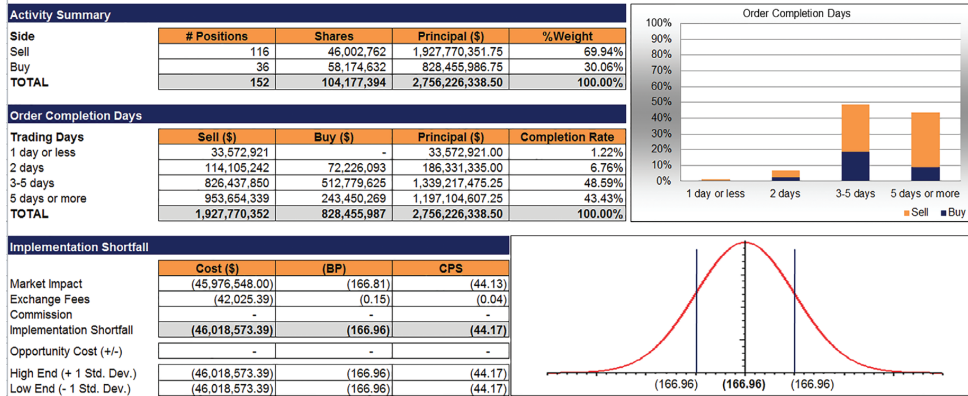 Activity Summary
Side # Positions Shares Principal ($) %Weight
Sell 116 46,002,762 1,927,770,351.75 69.94%
Buy 36 58,174,632 828,455,986.75 30.06%
TOTAL 152 104,177,394 2,756,226,338.50 100.00%
Order Completion Days
Trading Days Sell ($) Buy ($) Principal ($) Completion Rate
1 day or less 33,572,921 - 33,572,921.00 1.22%
2 days 114,105,242 72,226,093 186,331,335.00 6.76%
3-5 days 826,437,850 512,779,625 1,339,217,475.25 48.59%
5 days or more 953,654,339 243,450,269 1,197,104,607.25 43.43%
TOTAL 1,927,770,352 828,455,987 2,756,226,338.50 100.00%
Order Completion Days
100%
90%
80%
70%
60%
50%
40%
30%
20%
10%
0%
1 day or less 2 days 3-5 days 5 days or more
Sell Buy
Implementation Shortfall
Cost ($) (BP) CPS
Market Impact (45,976,548.00) (166.81) (44.13)
Exchange Fees (42,025.39) (0.15) (0.04)
Commission - - -
Implementation Shortfall (46,018,573.39) (166.96) (44.17)
Opportunity Cost (+/-) - - -
High End (+ 1 Std. Dev.) (46,018,573.39) (166.96) (44.17)
Low End (- 1 Std. Dev.) (46,018,573.39) (166.96) (44.17)
(166.96) (166.96) (166.96)